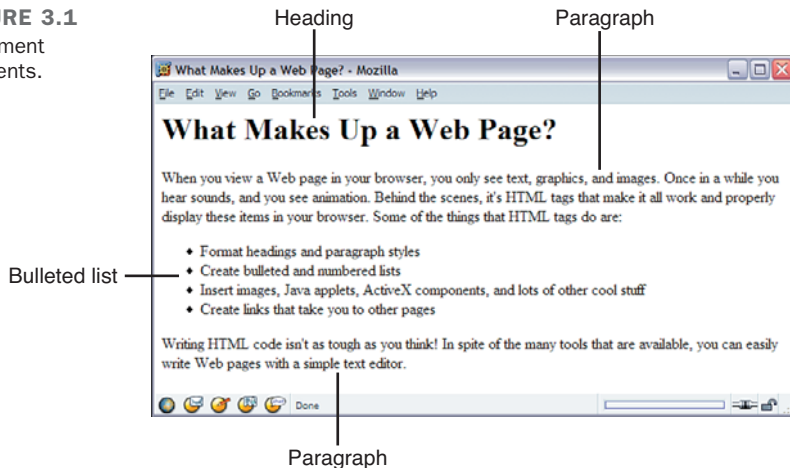 URE 3.1
ment
ents.
Heading
Paragraph
What Makes Up a Web Page? - Mozilla
File Edit View Go Bookmarks Tools Window Help
What Makes Up a Web Page?
When you view a Web page in your browser, you only see text, graphics, and images. Once in a while you
hear sounds, and you see animation. Behind the scenes, it's HTML tags that make it all work and properly
display these items in your browser. Some of the things that HTML tags do are:
Bulleted list
♦ Format headings and paragraph styles
♦ Create bulleted and numbered lists
♦ Insert images, Java applets, ActiveX components, and lots of other cool stuff
♦ Create links that take you to other pages
Writing HTML code isn't as tough as you think! In spite of the many tools that are available, you can easily
write Web pages with a simple text editor.
Done
Paragraph